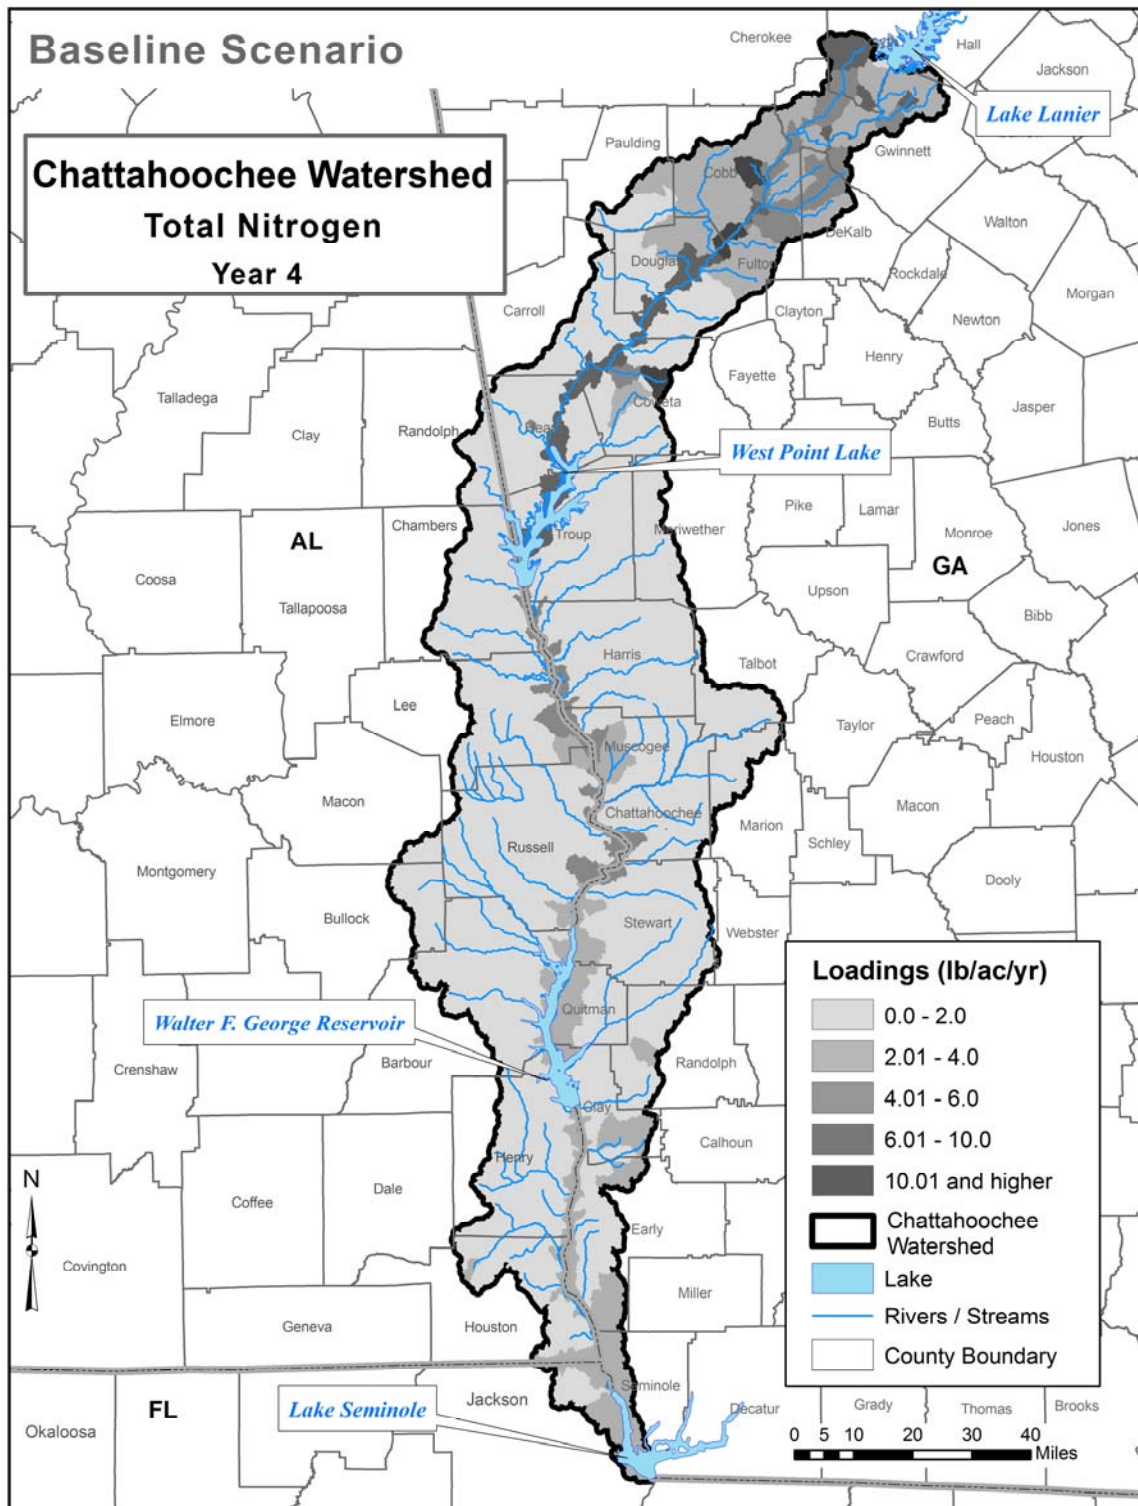 Baseline Scenario
Chattahoochee Watershed
Total Nitrogen
Year 4
Cherokee
Hall
Jackson
Lake Lanier
Paulding
Cobb
Gwinnett
Walton
DeKalb
Douglas
Fulton
Rockdale
Morgan
Carroll
Clayton
Newton
Henry
Fayette
Talladega
Coweta
Jasper
Butts
Clay
Randolph
Heard
West Point Lake
Pike
Lamar
Chambers
Troup
Meriwether
Monroe
Jones
AL
GA
Coosa
Tallapoosa
Upson
Bibb
Harris
Talbot
Crawford
Lee
Elmore
Taylor
Peach
Muscogee
Houston
Macon
Chattahoochee
Macon
Marion
Schley
Russell
Montgomery
Dooly
Bullock
Stewart
Webster
Loadings (lb/ac/yr)
0.0 - 2.0
2.01 - 4.0
4.01 - 6.0
6.01 - 10.0
10.01 and higher
Chattahoochee
Watershed
Lake
Rivers / Streams
County Boundary
Quitman
Walter F. George Reservoir
Crenshaw
Barbour
Randolph
Clay
Calhoun
Henry
N
Coffee
Dale
Early
Covington
Miller
Geneva
Houston
Seminole
Jackson
FL
Lake Seminole
Decatur
Grady
Thomas
Brooks
Okaloosa
0 5 10 20 30 40
Miles